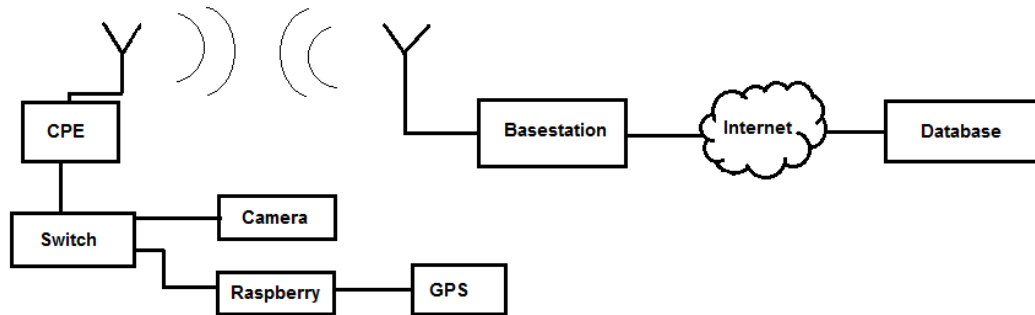 CPE
Basestation
Internet
Database
Switch
Camera
Raspberry
GPS